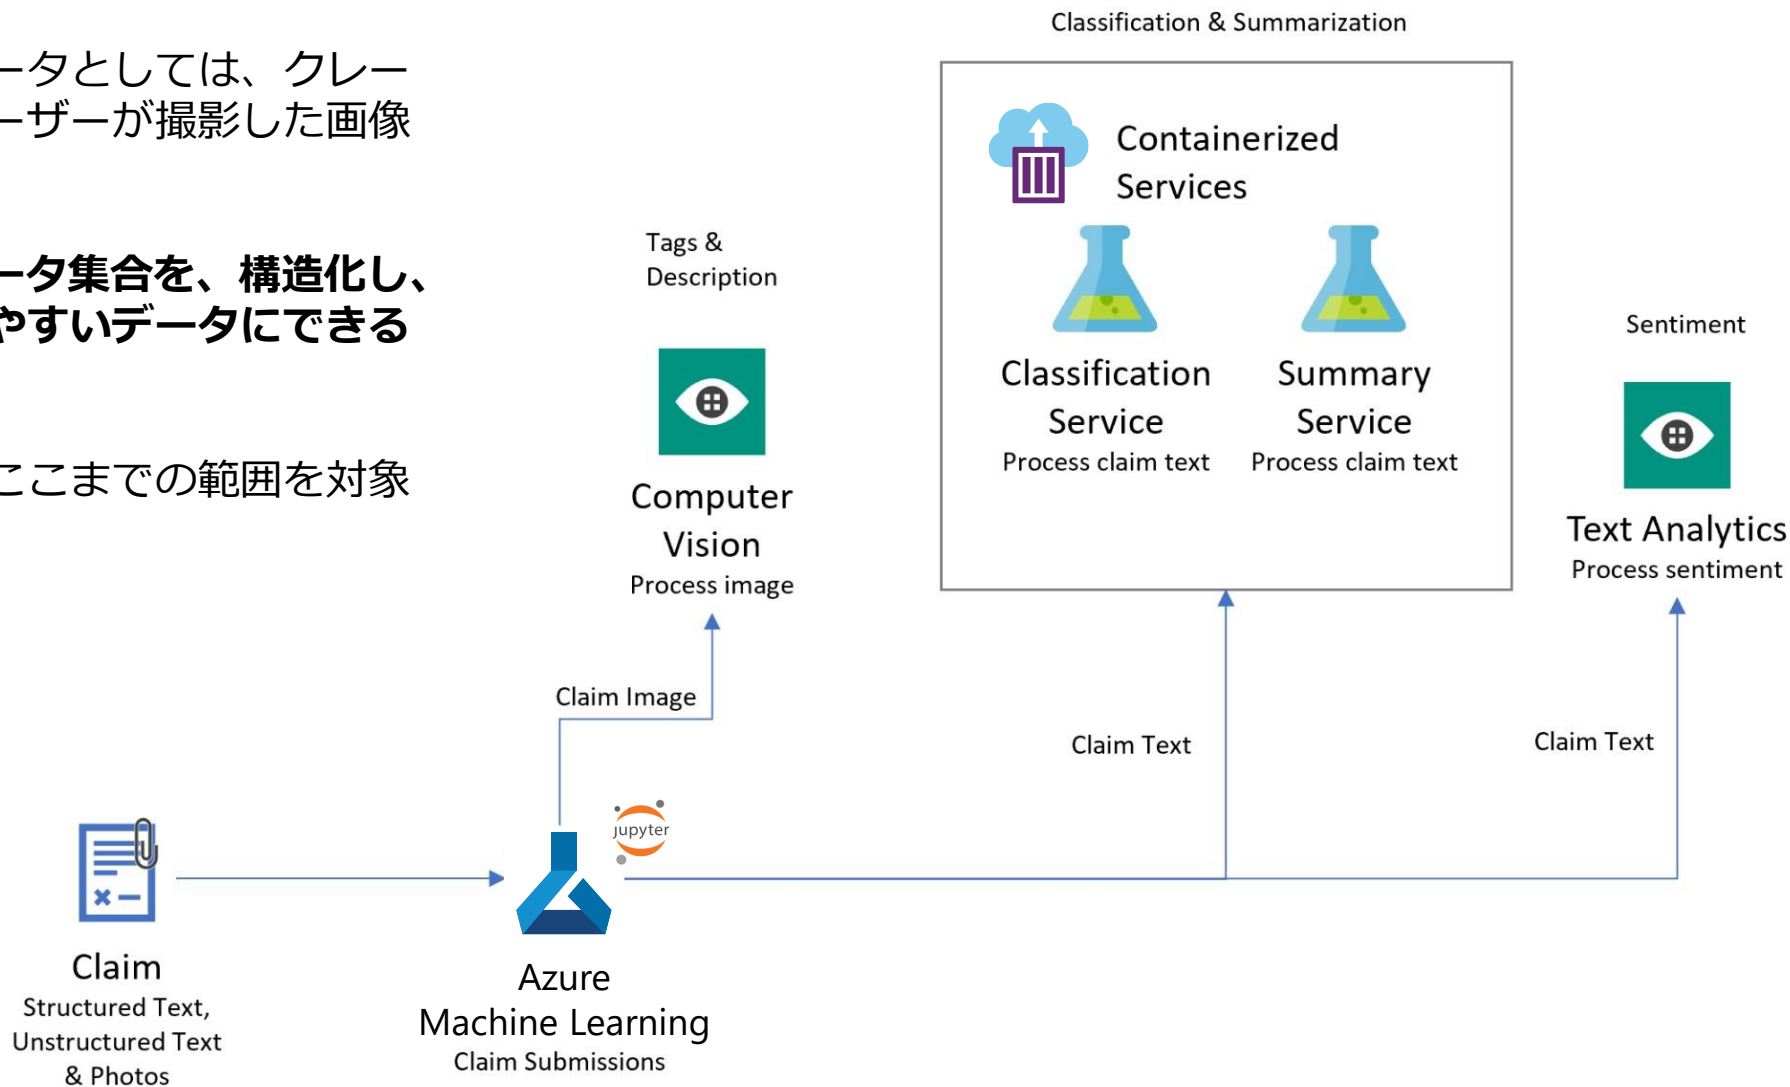 ータとしては、クレー
ーザーが撮影した画像
ータ集合を、構造化し、
やすいデータにできる
ここまでの範囲を対象
Classification & Summarization
Containerized
Services
Classification
Service
Process claim text
Summary
Service
Process claim text
Tags &
Description
Computer
Vision
Process image
Sentiment
Text Analytics
Process sentiment
Claim Image
Claim Text
Claim Text
jupyter
Claim
Structured Text,
Unstructured Text
& Photos
Azure
Machine Learning
Claim Submissions